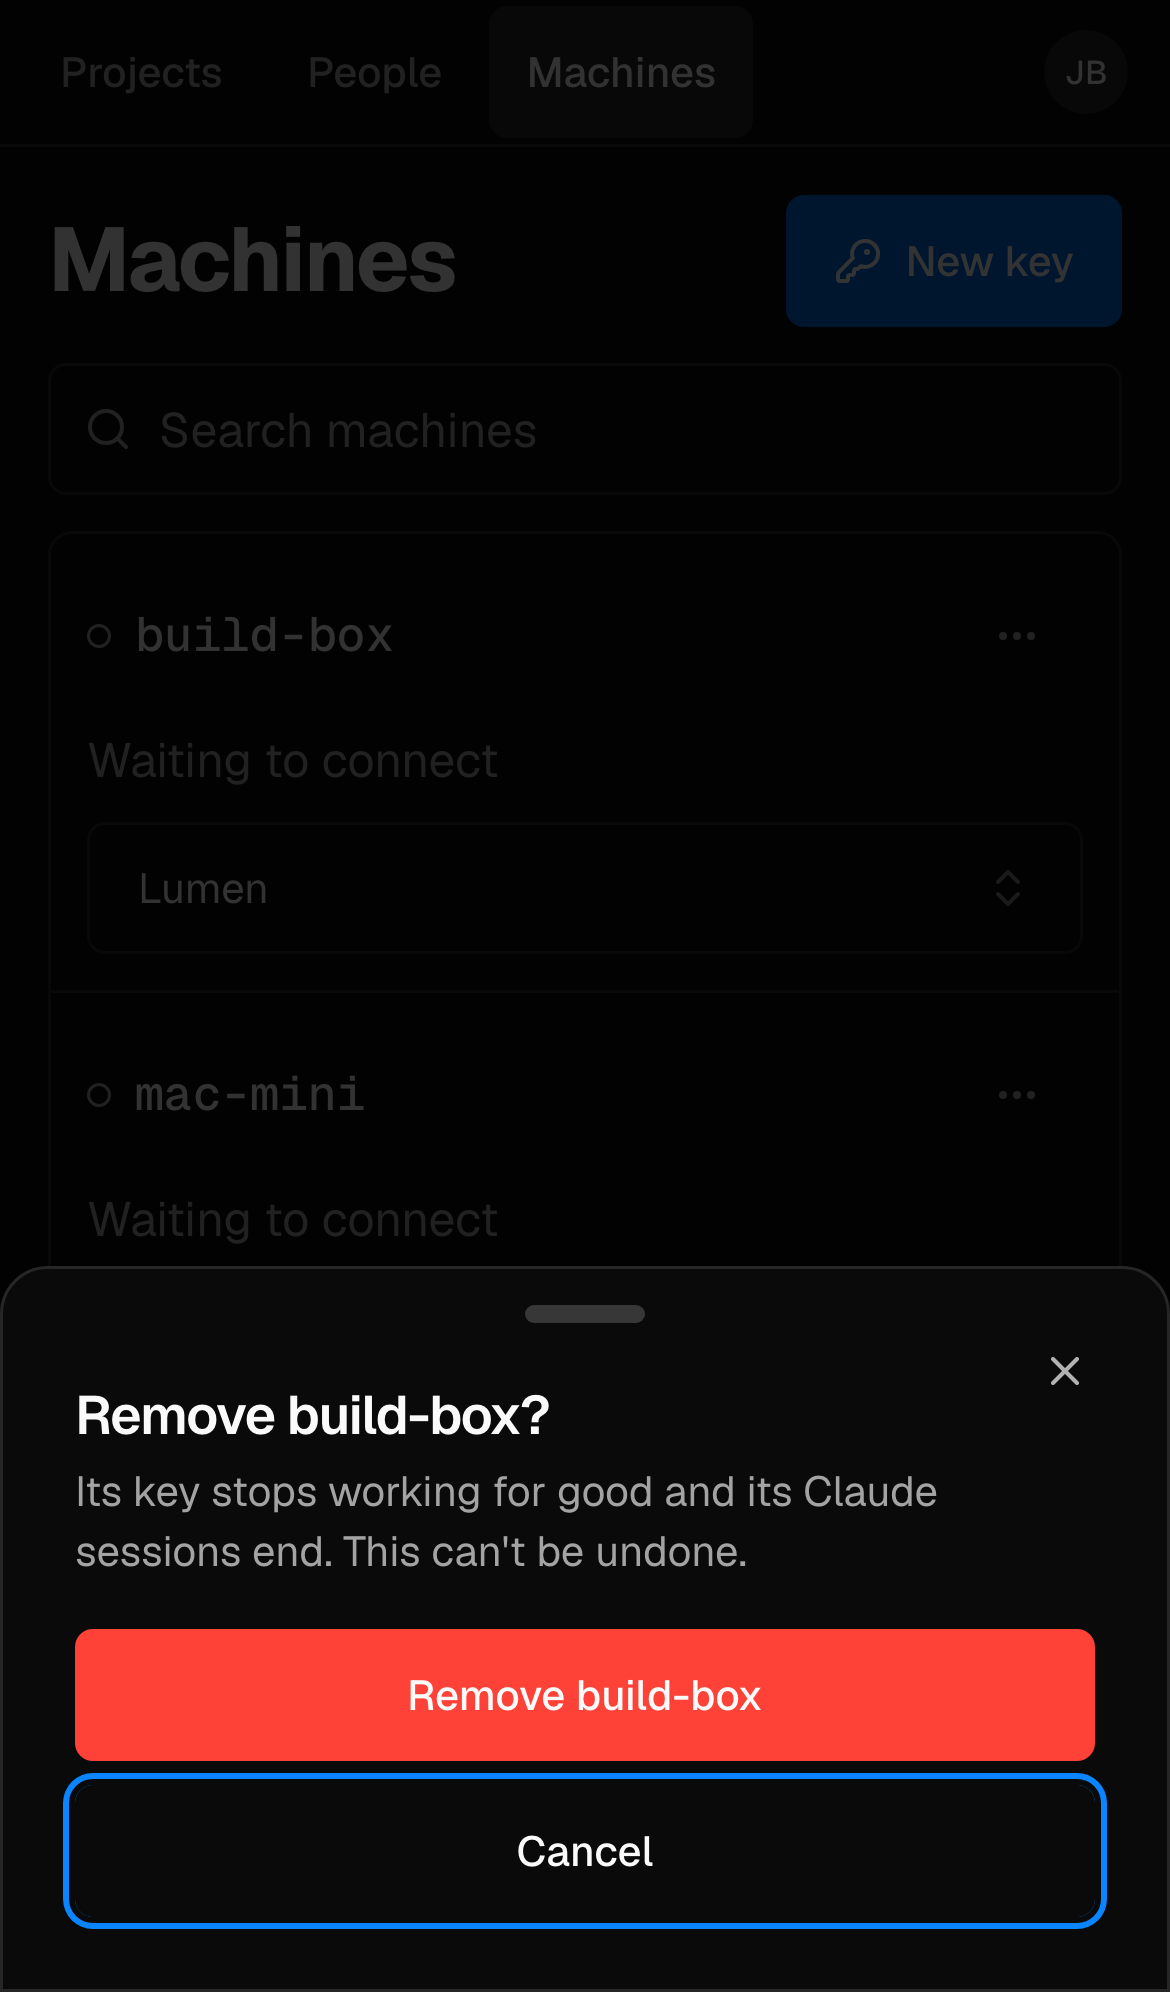 Projects People Machines JB
Machines
New key
Search machines
build-box
Waiting to connect
Lumen
mac-mini
Waiting to connect
Remove build-box?
Its key stops working for good and its Claude
sessions end. This can't be undone.
Remove build-box
Cancel